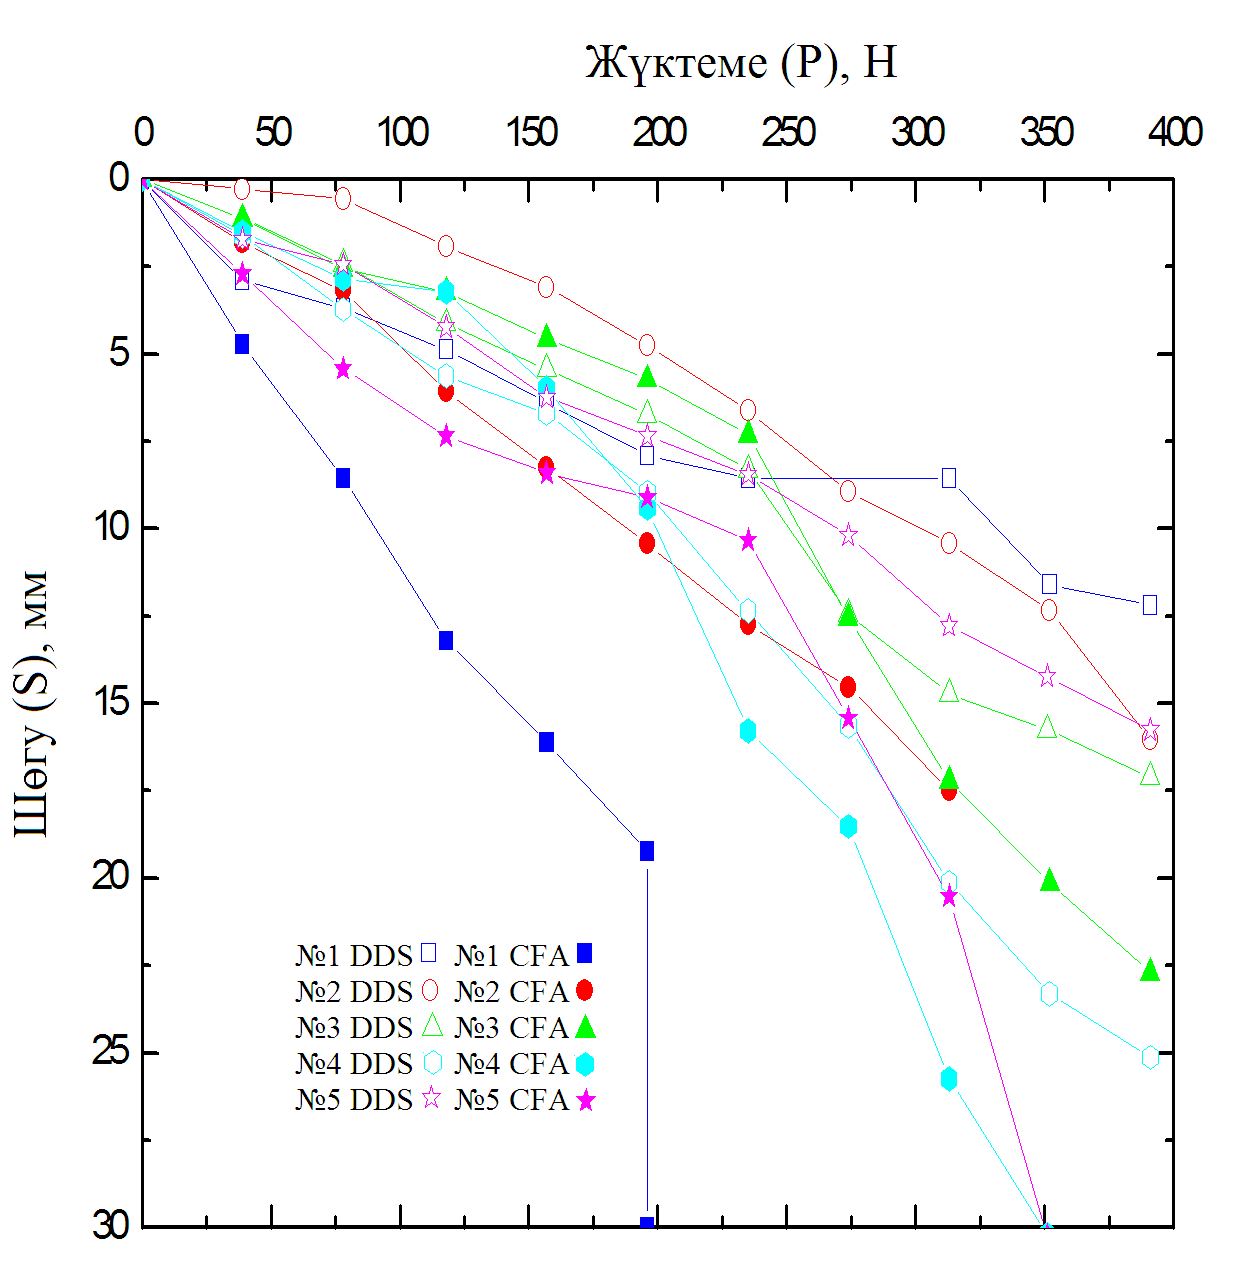 Жүктеме (P), Н
0 50 100 150 200 250 300 350 400
0
5
10
15
20
25
30
Шөгу (S), мм
№1 DDS №1 CFA
№2 DDS №2 CFA
№3 DDS №3 CFA
№4 DDS №4 CFA
№5 DDS №5 CFA